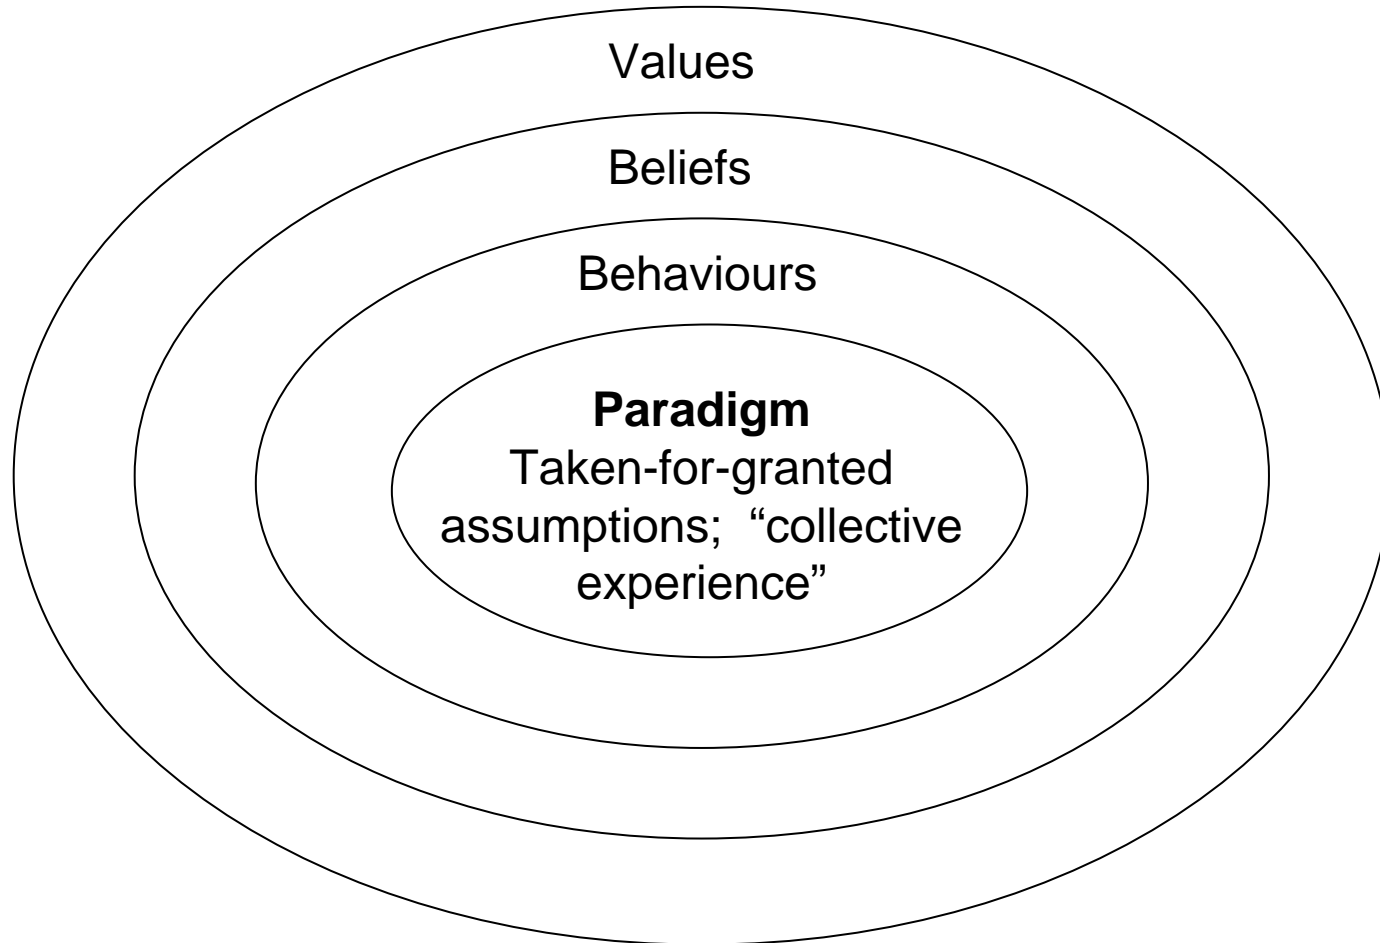 Values
Beliefs
Behaviours
Paradigm
Taken-for-granted
assumptions;  “collective
experience”